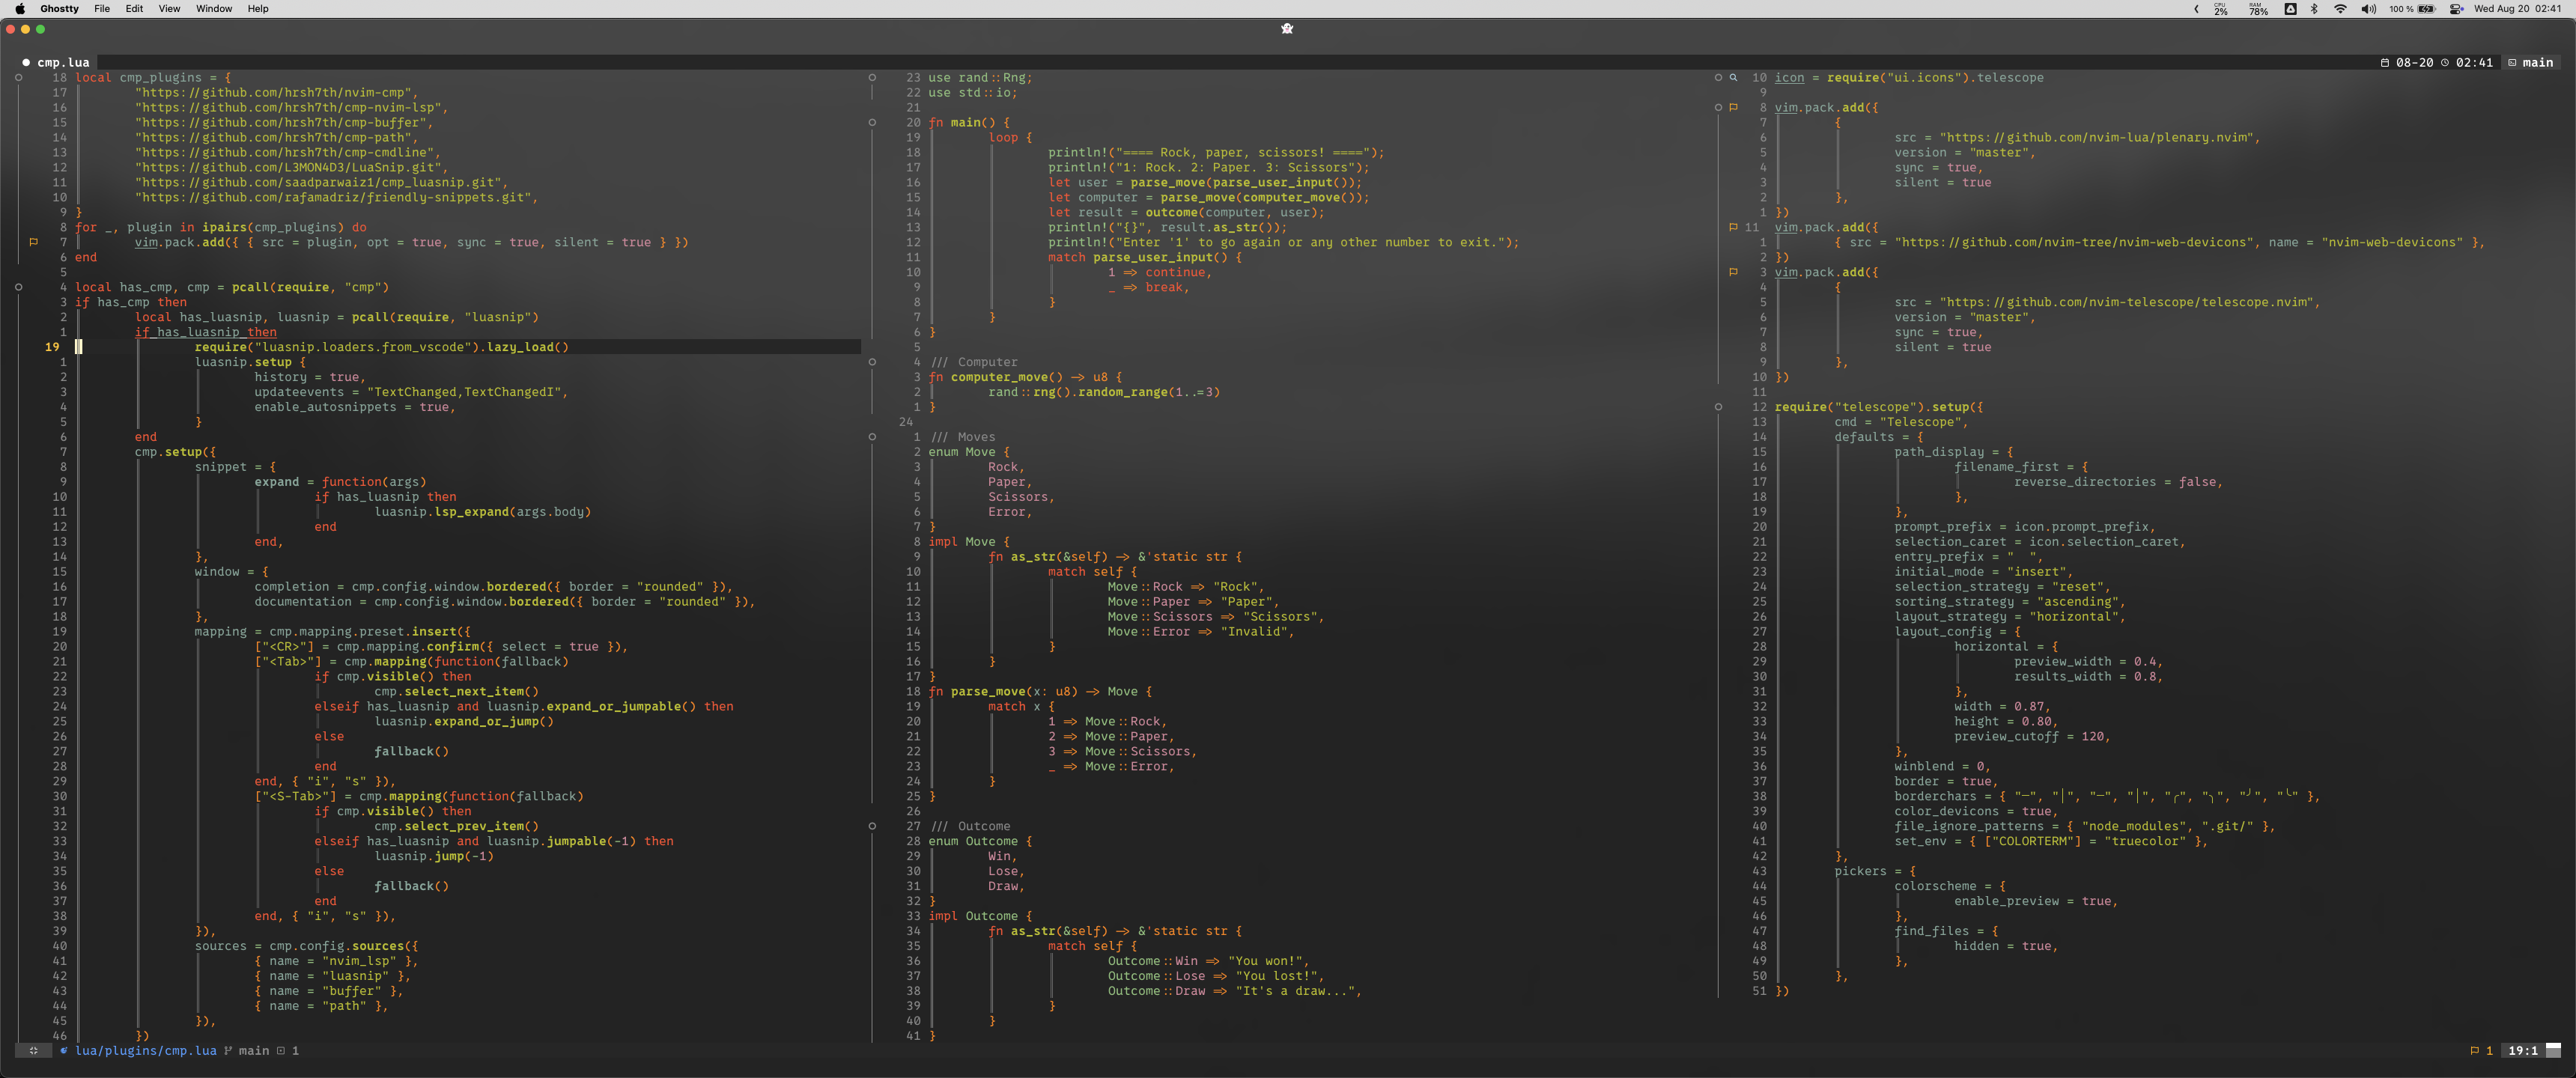 Ghostty File Edit View Window Help
CPU 2% RAM 78% 100 % Wed Aug 20 02:41
cmp.lua
08-20 02:41 main
18 local cmp_plugins = {
17 "https://github.com/hrsh7th/nvim-cmp",
16 "https://github.com/hrsh7th/cmp-nvim-lsp",
15 "https://github.com/hrsh7th/cmp-buffer",
14 "https://github.com/hrsh7th/cmp-path",
13 "https://github.com/hrsh7th/cmp-cmdline",
12 "https://github.com/L3MON4D3/LuaSnip.git",
11 "https://github.com/saadparwaiz1/cmp_luasnip.git",
10 "https://github.com/rafamadriz/friendly-snippets.git",
9 }
8 for _, plugin in ipairs(cmp_plugins) do
7 vim.pack.add({ { src = plugin, opt = true, sync = true, silent = true } })
6 end
5
4 local has_cmp, cmp = pcall(require, "cmp")
3 if has_cmp then
2 local has_luasnip, luasnip = pcall(require, "luasnip")
1 if has_luasnip then
19 require("luasnip.loaders.from_vscode").lazy_load()
1 luasnip.setup {
2 history = true,
3 updateevents = "TextChanged,TextChangedI",
4 enable_autosnippets = true,
5 }
6 end
7 cmp.setup({
8 snippet = {
9 expand = function(args)
10 if has_luasnip then
11 luasnip.lsp_expand(args.body)
12 end
13 end,
14 },
15 window = {
16 completion = cmp.config.window.bordered({ border = "rounded" }),
17 documentation = cmp.config.window.bordered({ border = "rounded" }),
18 },
19 mapping = cmp.mapping.preset.insert({
20 ["<CR>"] = cmp.mapping.confirm({ select = true }),
21 ["<Tab>"] = cmp.mapping(function(fallback)
22 if cmp.visible() then
23 cmp.select_next_item()
24 elseif has_luasnip and luasnip.expand_or_jumpable() then
25 luasnip.expand_or_jump()
26 else
27 fallback()
28 end
29 end, { "i", "s" }),
30 ["<S-Tab>"] = cmp.mapping(function(fallback)
31 if cmp.visible() then
32 cmp.select_prev_item()
33 elseif has_luasnip and luasnip.jumpable(-1) then
34 luasnip.jump(-1)
35 else
36 fallback()
37 end
38 end, { "i", "s" }),
39 }),
40 sources = cmp.config.sources({
41 { name = "nvim_lsp" },
42 { name = "luasnip" },
43 { name = "buffer" },
44 { name = "path" },
45 }),
46 })
23 use rand::Rng;
22 use std::io;
21
20 fn main() {
19 loop {
18 println!("==== Rock, paper, scissors! ====");
17 println!("1: Rock. 2: Paper. 3: Scissors");
16 let user = parse_move(parse_user_input());
15 let computer = parse_move(computer_move());
14 let result = outcome(computer, user);
13 println!("{}", result.as_str());
12 println!("Enter '1' to go again or any other number to exit.");
11 match parse_user_input() {
10 1 => continue,
9 _ => break,
8 }
7 }
6 }
5
4 /// Computer
3 fn computer_move() -> u8 {
2 rand::rng().random_range(1..=3)
1 }
24
1 /// Moves
2 enum Move {
3 Rock,
4 Paper,
5 Scissors,
6 Error,
7 }
8 impl Move {
9 fn as_str(&self) -> &'static str {
10 match self {
11 Move::Rock => "Rock",
12 Move::Paper => "Paper",
13 Move::Scissors => "Scissors",
14 Move::Error => "Invalid",
15 }
16 }
17 }
18 fn parse_move(x: u8) -> Move {
19 match x {
20 1 => Move::Rock,
21 2 => Move::Paper,
22 3 => Move::Scissors,
23 _ => Move::Error,
24 }
25 }
26
27 /// Outcome
28 enum Outcome {
29 Win,
30 Lose,
31 Draw,
32 }
33 impl Outcome {
34 fn as_str(&self) -> &'static str {
35 match self {
36 Outcome::Win => "You won!",
37 Outcome::Lose => "You lost!",
38 Outcome::Draw => "It's a draw...",
39 }
40 }
41 }
10 icon = require("ui.icons").telescope
9
8 vim.pack.add({
7 {
6 src = "https://github.com/nvim-lua/plenary.nvim",
5 version = "master",
4 sync = true,
3 silent = true
2 },
1 })
11 vim.pack.add({
1 { src = "https://github.com/nvim-tree/nvim-web-devicons", name = "nvim-web-devicons" },
2 })
3 vim.pack.add({
4 {
5 src = "https://github.com/nvim-telescope/telescope.nvim",
6 version = "master",
7 sync = true,
8 silent = true
9 },
10 })
11
12 require("telescope").setup({
13 cmd = "Telescope",
14 defaults = {
15 path_display = {
16 filename_first = {
17 reverse_directories = false,
18 },
19 },
20 prompt_prefix = icon.prompt_prefix,
21 selection_caret = icon.selection_caret,
22 entry_prefix = "  ",
23 initial_mode = "insert",
24 selection_strategy = "reset",
25 sorting_strategy = "ascending",
26 layout_strategy = "horizontal",
27 layout_config = {
28 horizontal = {
29 preview_width = 0.4,
30 results_width = 0.8,
31 },
32 width = 0.87,
33 height = 0.80,
34 preview_cutoff = 120,
35 },
36 winblend = 0,
37 border = true,
38 borderchars = { "─", "│", "─", "│", "╭", "╮", "╯", "╰" },
39 color_devicons = true,
40 file_ignore_patterns = { "node_modules", ".git/" },
41 set_env = { ["COLORTERM"] = "truecolor" },
42 },
43 pickers = {
44 colorscheme = {
45 enable_preview = true,
46 },
47 find_files = {
48 hidden = true,
49 },
50 },
51 })
lua/plugins/cmp.lua main 1
1 19:1